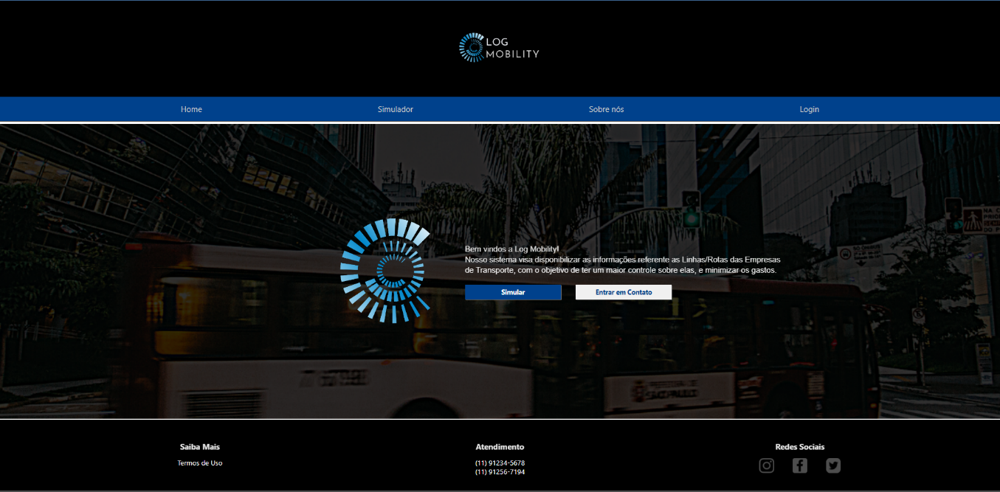 LOG
MOBILITY
Home
Simulador
Sobre nós
Login
Bem vindos a Log Mobility!
Nosso sistema visa disponibilizar as informações referente as Linhas/Rotas das Empresas
de Transporte, com o objetivo de ter um maior controle sobre elas, e minimizar os gastos.
Simular
Entrar em Contato
SÃO PAULO
Saiba Mais
Atendimento
Redes Sociais
Termos de Uso
(11) 91234-5678
(11) 91256-7194